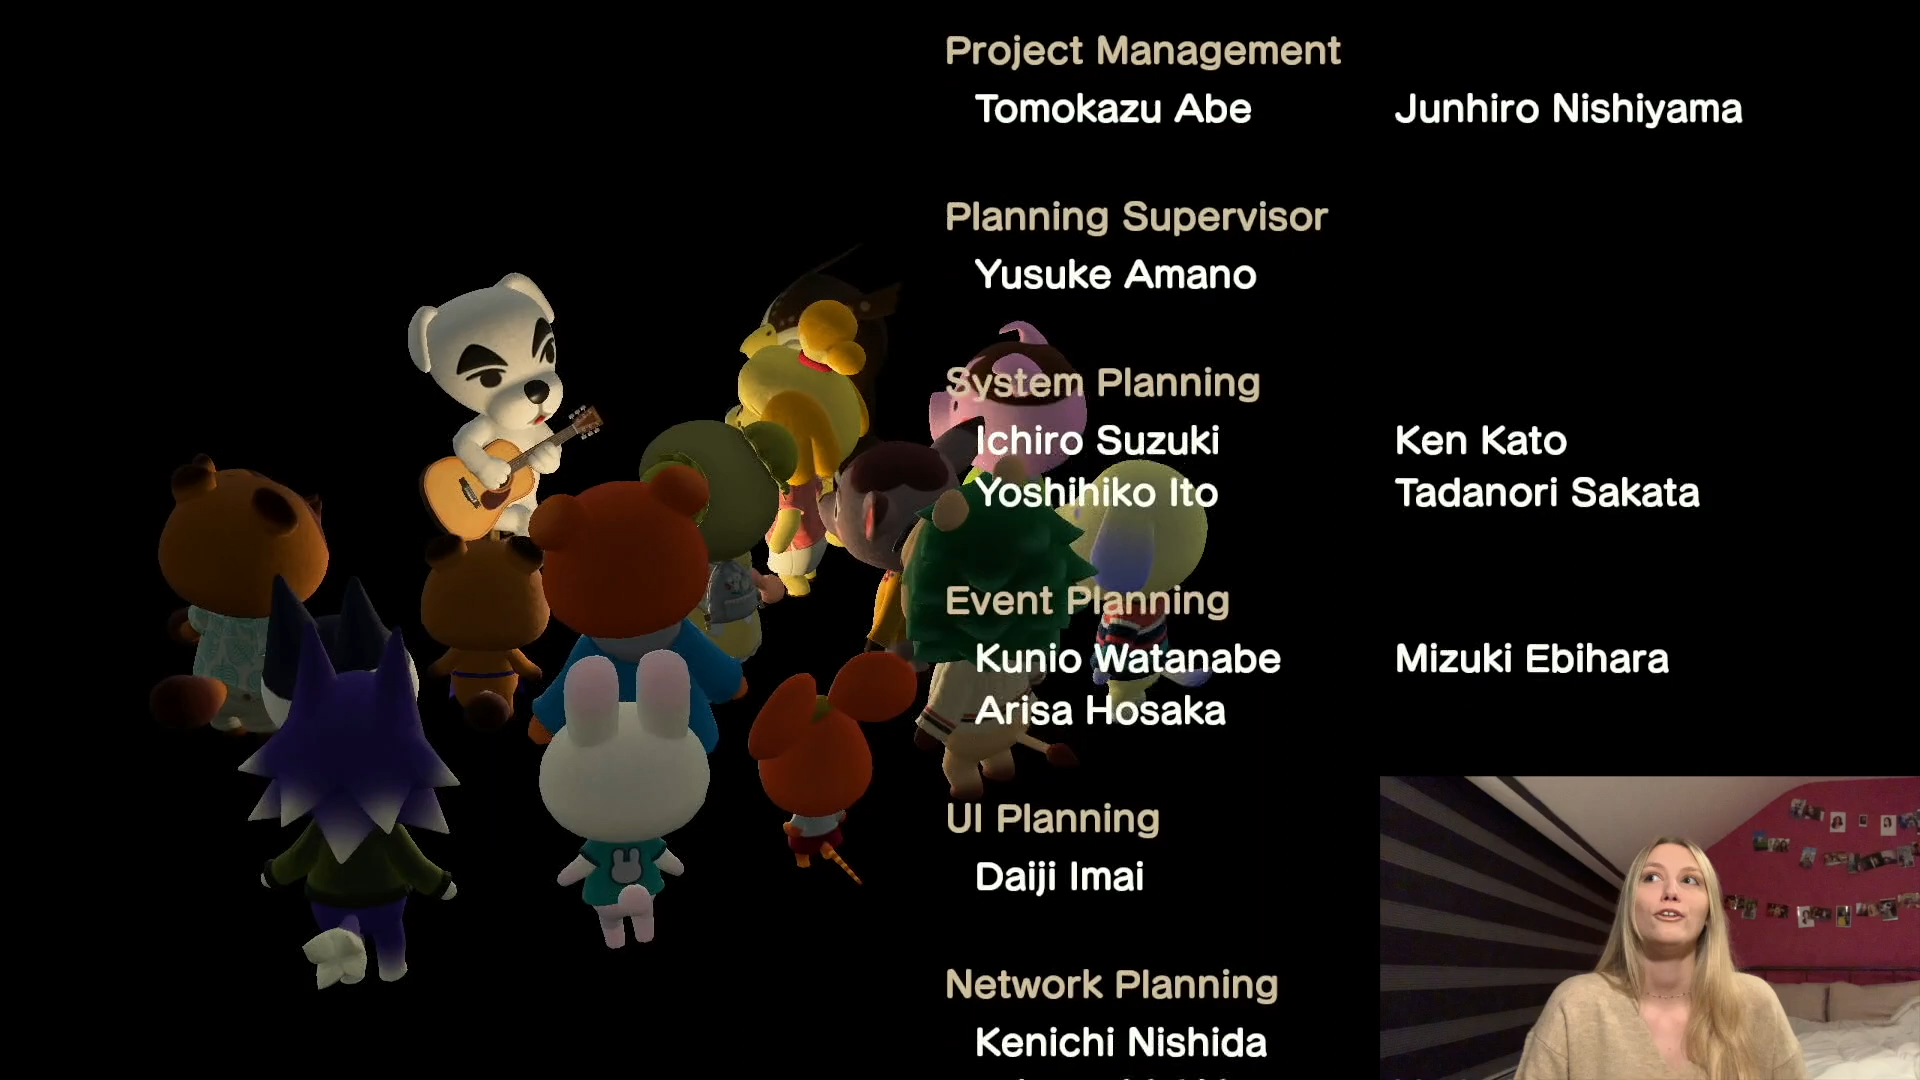 Project Management
Tomokazu Abe Junhiro Nishiyama
Planning Supervisor
Yusuke Amano
System Planning
Ichiro Suzuki Ken Kato
Yoshihiko Ito Tadanori Sakata
Event Planning
Kunio Watanabe Mizuki Ebihara
Arisa Hosaka
UI Planning
Daiji Imai
Network Planning
Kenichi Nishida